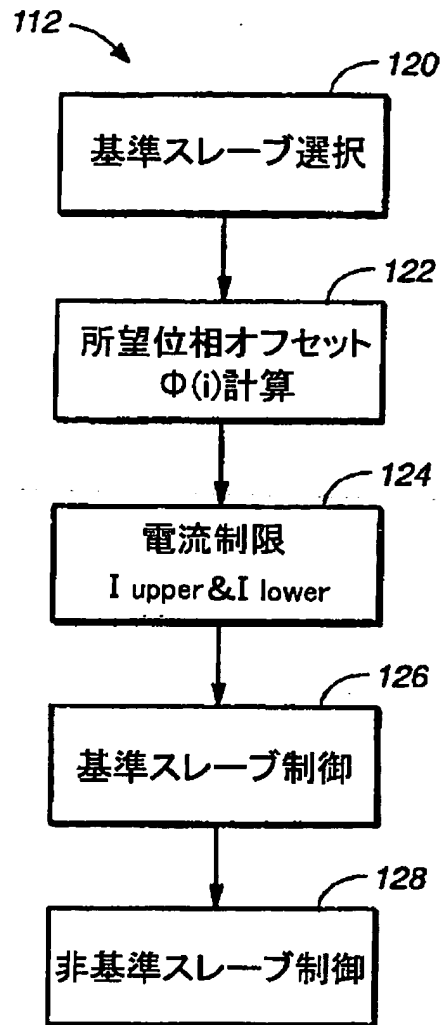 112
120
基準スレーブ選択
122
所望位相オフセット
Φ(i)計算
124
電流制限
I upper&I lower
126
基準スレーブ制御
128
非基準スレーブ制御